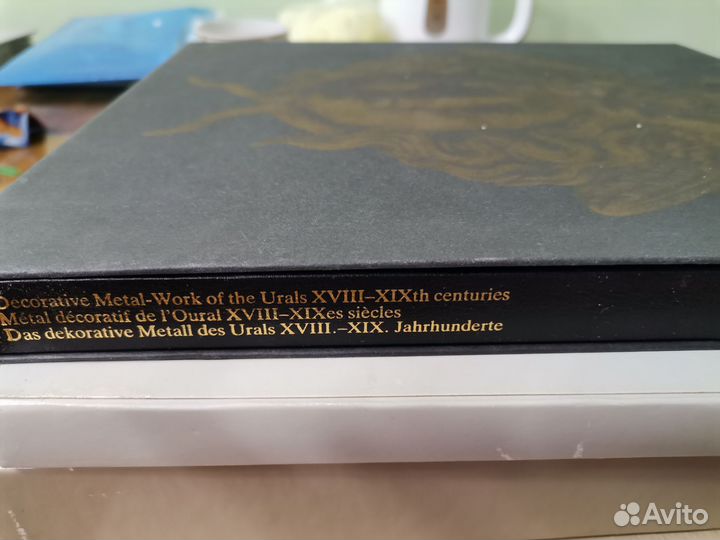 Decorative Metal-Work of the Urals XVIII–XIXth centuries
Métal décoratif de l'Oural XVIII–XIXes siècles
Das dekorative Metall des Urals XVIII.–XIX. Jahrhunderte
Avito